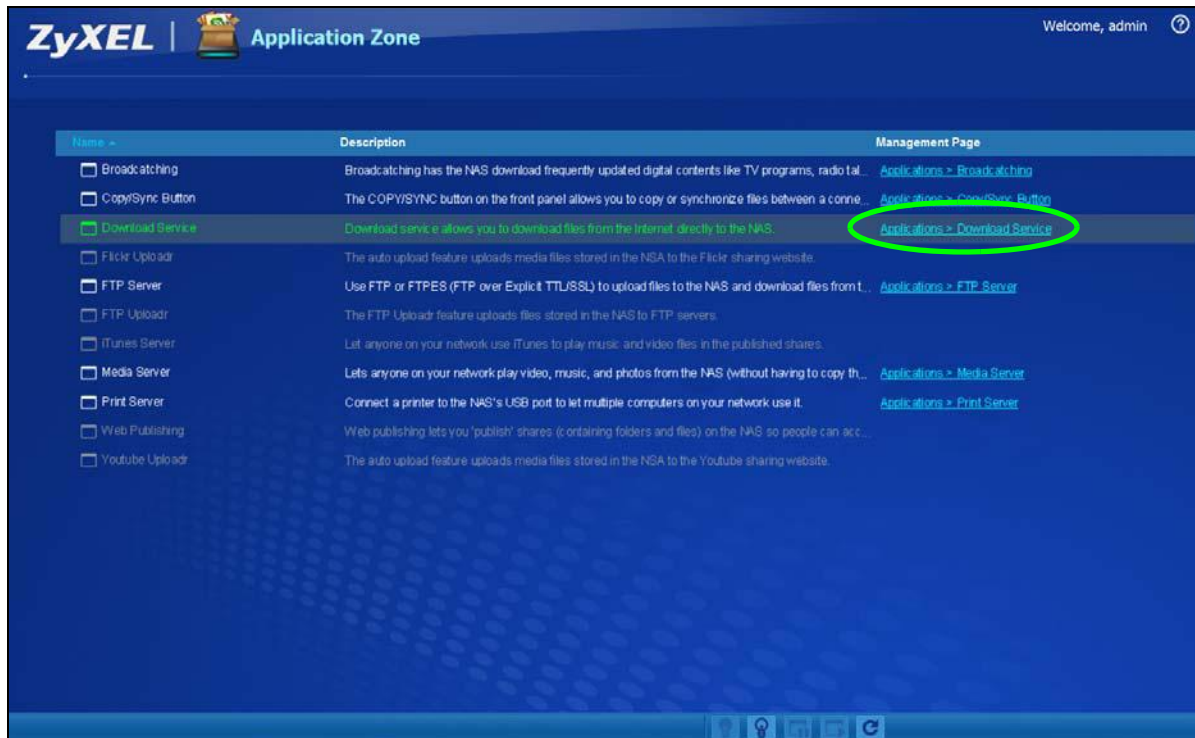 ZyXEL | Application Zone
Welcome, admin ?
Name Description Management Page
Broadcatching Broadcatching has the NAS download frequently updated digital contents like TV programs, radio tal... Applications > Broadcatching
Copy/Sync Button The COPY/SYNC button on the front panel allows you to copy or synchronize files between a conne... Applications > Copy/Sync Button
Download Service Download service allows you to download files from the Internet directly to the NAS. Applications > Download Service
Flickr Uploadr The auto upload feature uploads media files stored in the NSA to the Flickr sharing website.
FTP Server Use FTP or FTPES (FTP over Explicit TTL/SSL) to upload files to the NAS and download files from t... Applications > FTP Server
FTP Uploadr The FTP Uploadr feature uploads files stored in the NAS to FTP servers.
iTunes Server Let anyone on your network use iTunes to play music and video files in the published shares.
Media Server Lets anyone on your network play video, music, and photos from the NAS (without having to copy th... Applications > Media Server
Print Server Connect a printer to the NAS's USB port to let multiple computers on your network use it. Applications > Print Server
Web Publishing Web publishing lets you 'publish' shares (containing folders and files) on the NAS so people can acc...
Youtube Uploadr The auto upload feature uploads media files stored in the NSA to the Youtube sharing website.